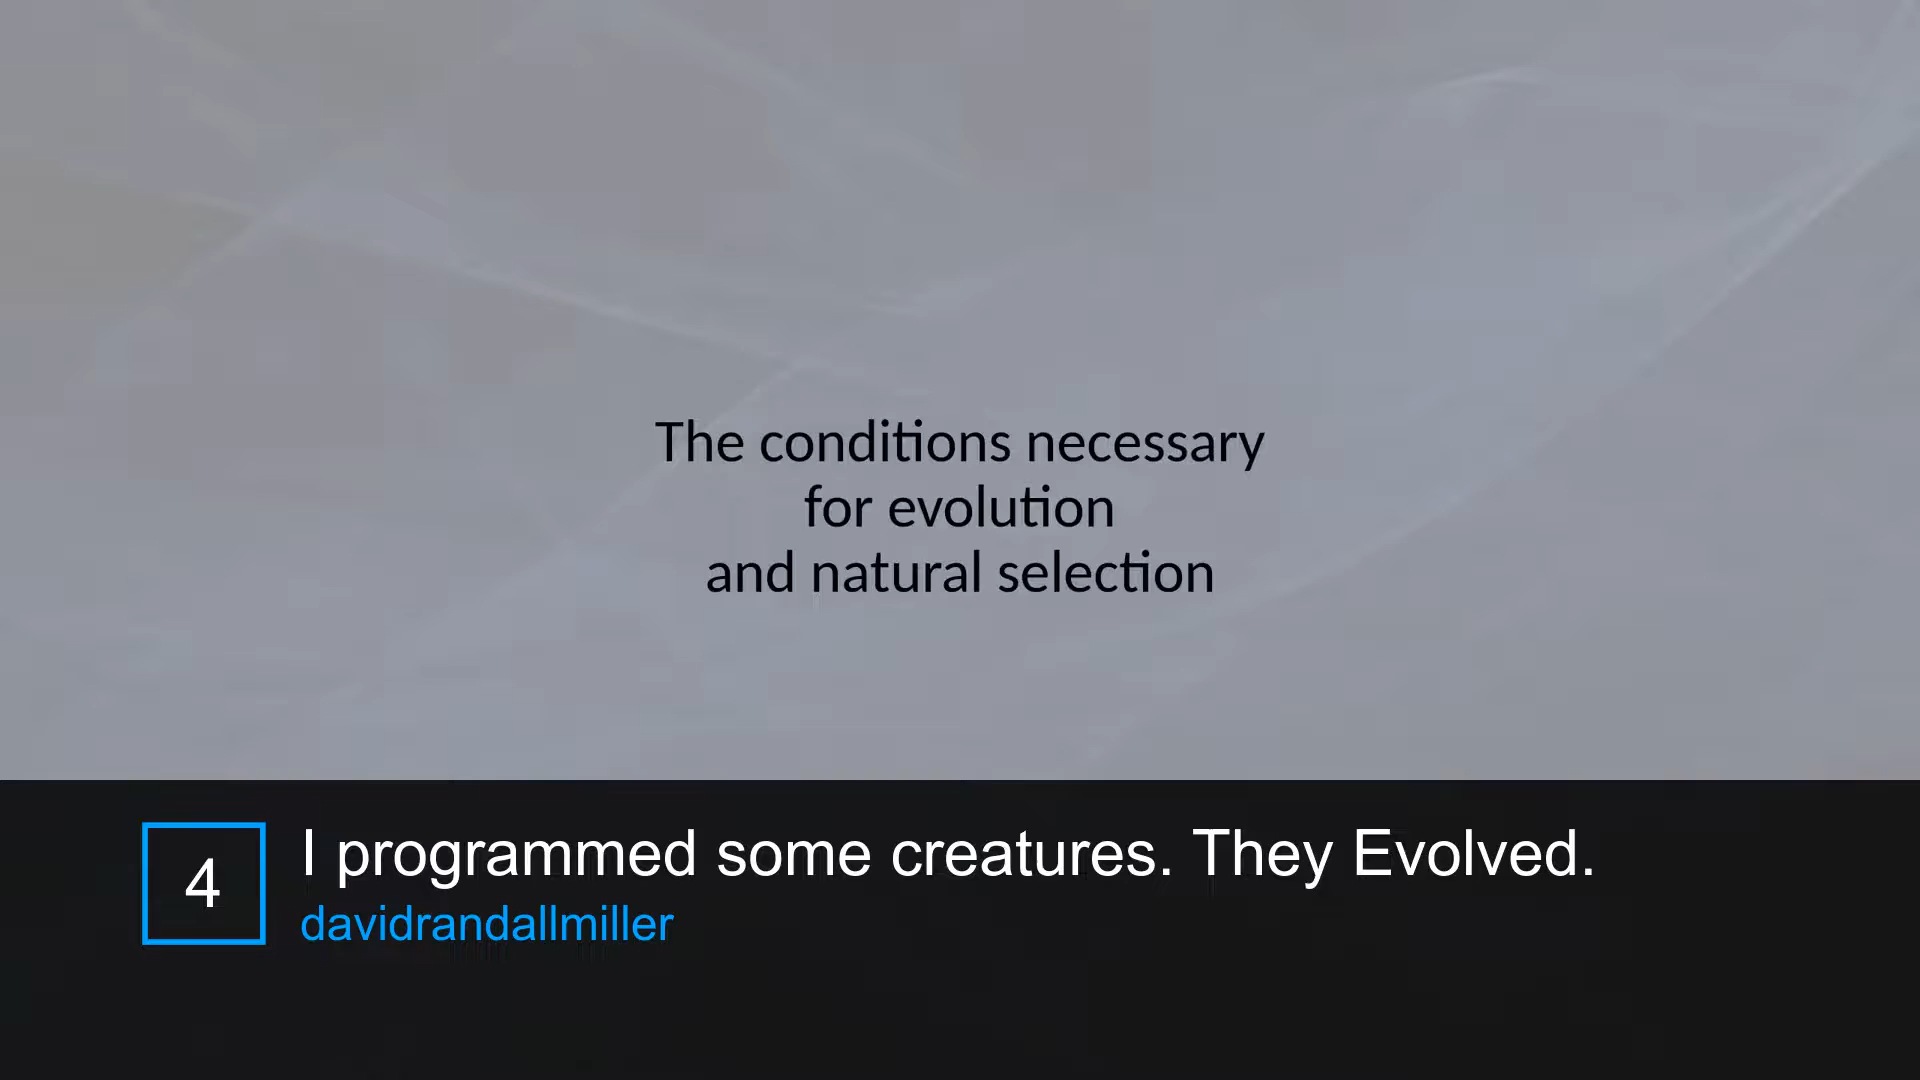 The conditions necessary
for evolution
and natural selection
4
I programmed some creatures. They Evolved.
davidrandallmiller